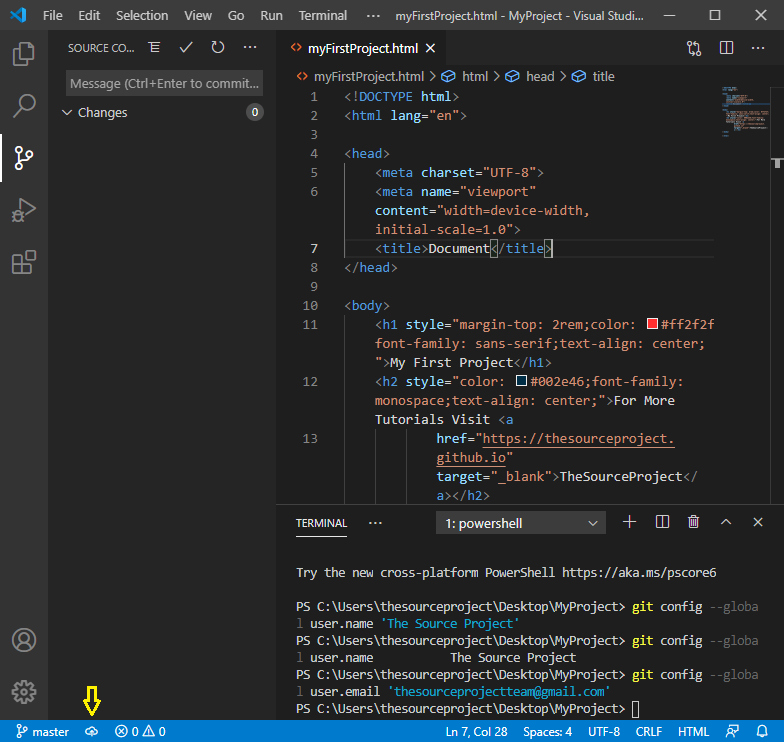 File Edit Selection View Go Run Terminal ··· myFirstProject.html - MyProject - Visual Studi...
SOURCE CO... ···
myFirstProject.html
myFirstProject.html > html > head > title
Message (Ctrl+Enter to commit...
Changes 0
1 <!DOCTYPE html>
2 <html lang="en">
3
4 <head>
5 <meta charset="UTF-8">
6 <meta name="viewport"
content="width=device-width,
initial-scale=1.0">
7 <title>Document</title>
8 </head>
9
10 <body>
11 <h1 style="margin-top: 2rem;color: #ff2f2f
font-family: sans-serif;text-align: center;
">My First Project</h1>
12 <h2 style="color: #002e46;font-family:
monospace;text-align: center;">For More
Tutorials Visit <a
13 href="https://thesourceproject.
github.io"
target="_blank">TheSourceProject</
a></h2>
TERMINAL ··· 1: powershell
Try the new cross-platform PowerShell https://aka.ms/pscore6
PS C:\Users\thesourceproject\Desktop\MyProject> git config --globa
l user.name 'The Source Project'
PS C:\Users\thesourceproject\Desktop\MyProject> git config --globa
l user.name The Source Project
PS C:\Users\thesourceproject\Desktop\MyProject> git config --globa
l user.email 'thesourceprojectteam@gmail.com'
PS C:\Users\thesourceproject\Desktop\MyProject>
master 0 0 Ln 7, Col 28 Spaces: 4 UTF-8 CRLF HTML